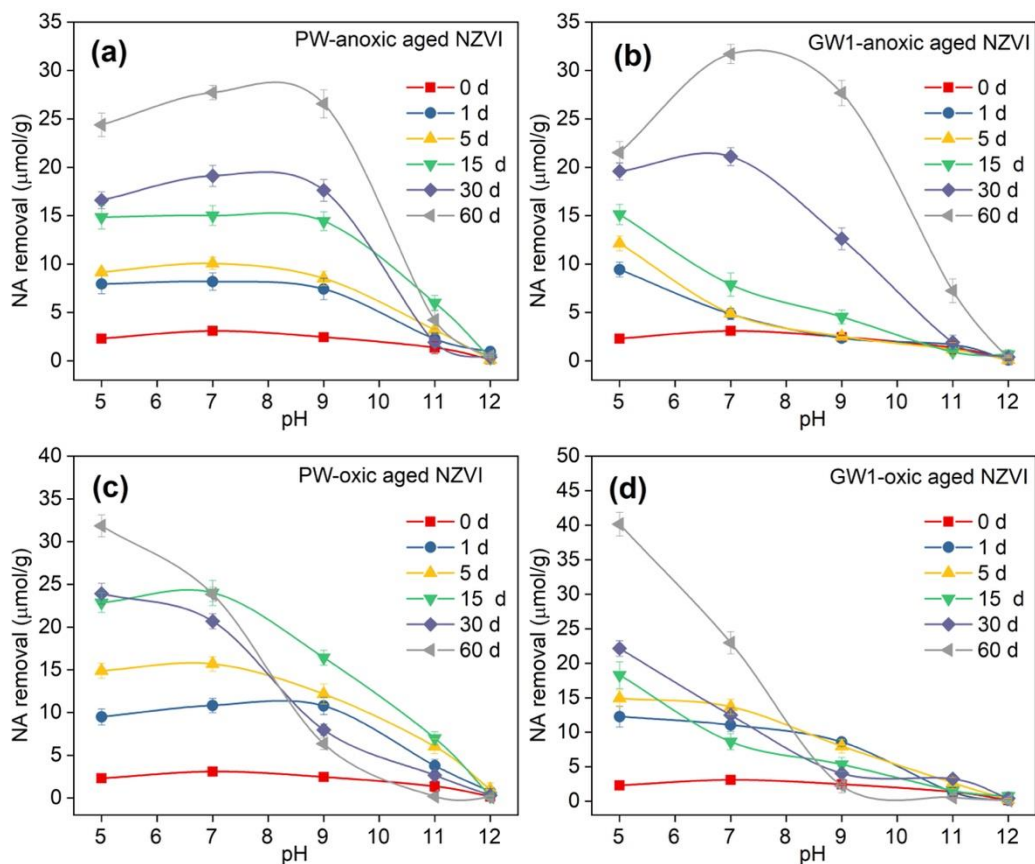 (a)
PW-anoxic aged NZVI
0 d
1 d
5 d
15 d
30 d
60 d
NA removal (μmol/g)
35
30
25
20
15
10
5
0
5 6 7 8 9 10 11 12
pH
(b)
GW1-anoxic aged NZVI
0 d
1 d
5 d
15 d
30 d
60 d
NA removal (μmol/g)
35
30
25
20
15
10
5
0
5 6 7 8 9 10 11 12
pH
(c)
PW-oxic aged NZVI
0 d
1 d
5 d
15 d
30 d
60 d
NA removal (μmol/g)
40
35
30
25
20
15
10
5
0
5 6 7 8 9 10 11 12
pH
(d)
GW1-oxic aged NZVI
0 d
1 d
5 d
15 d
30 d
60 d
NA removal (μmol/g)
50
45
40
35
30
25
20
15
10
5
0
5 6 7 8 9 10 11 12
pH